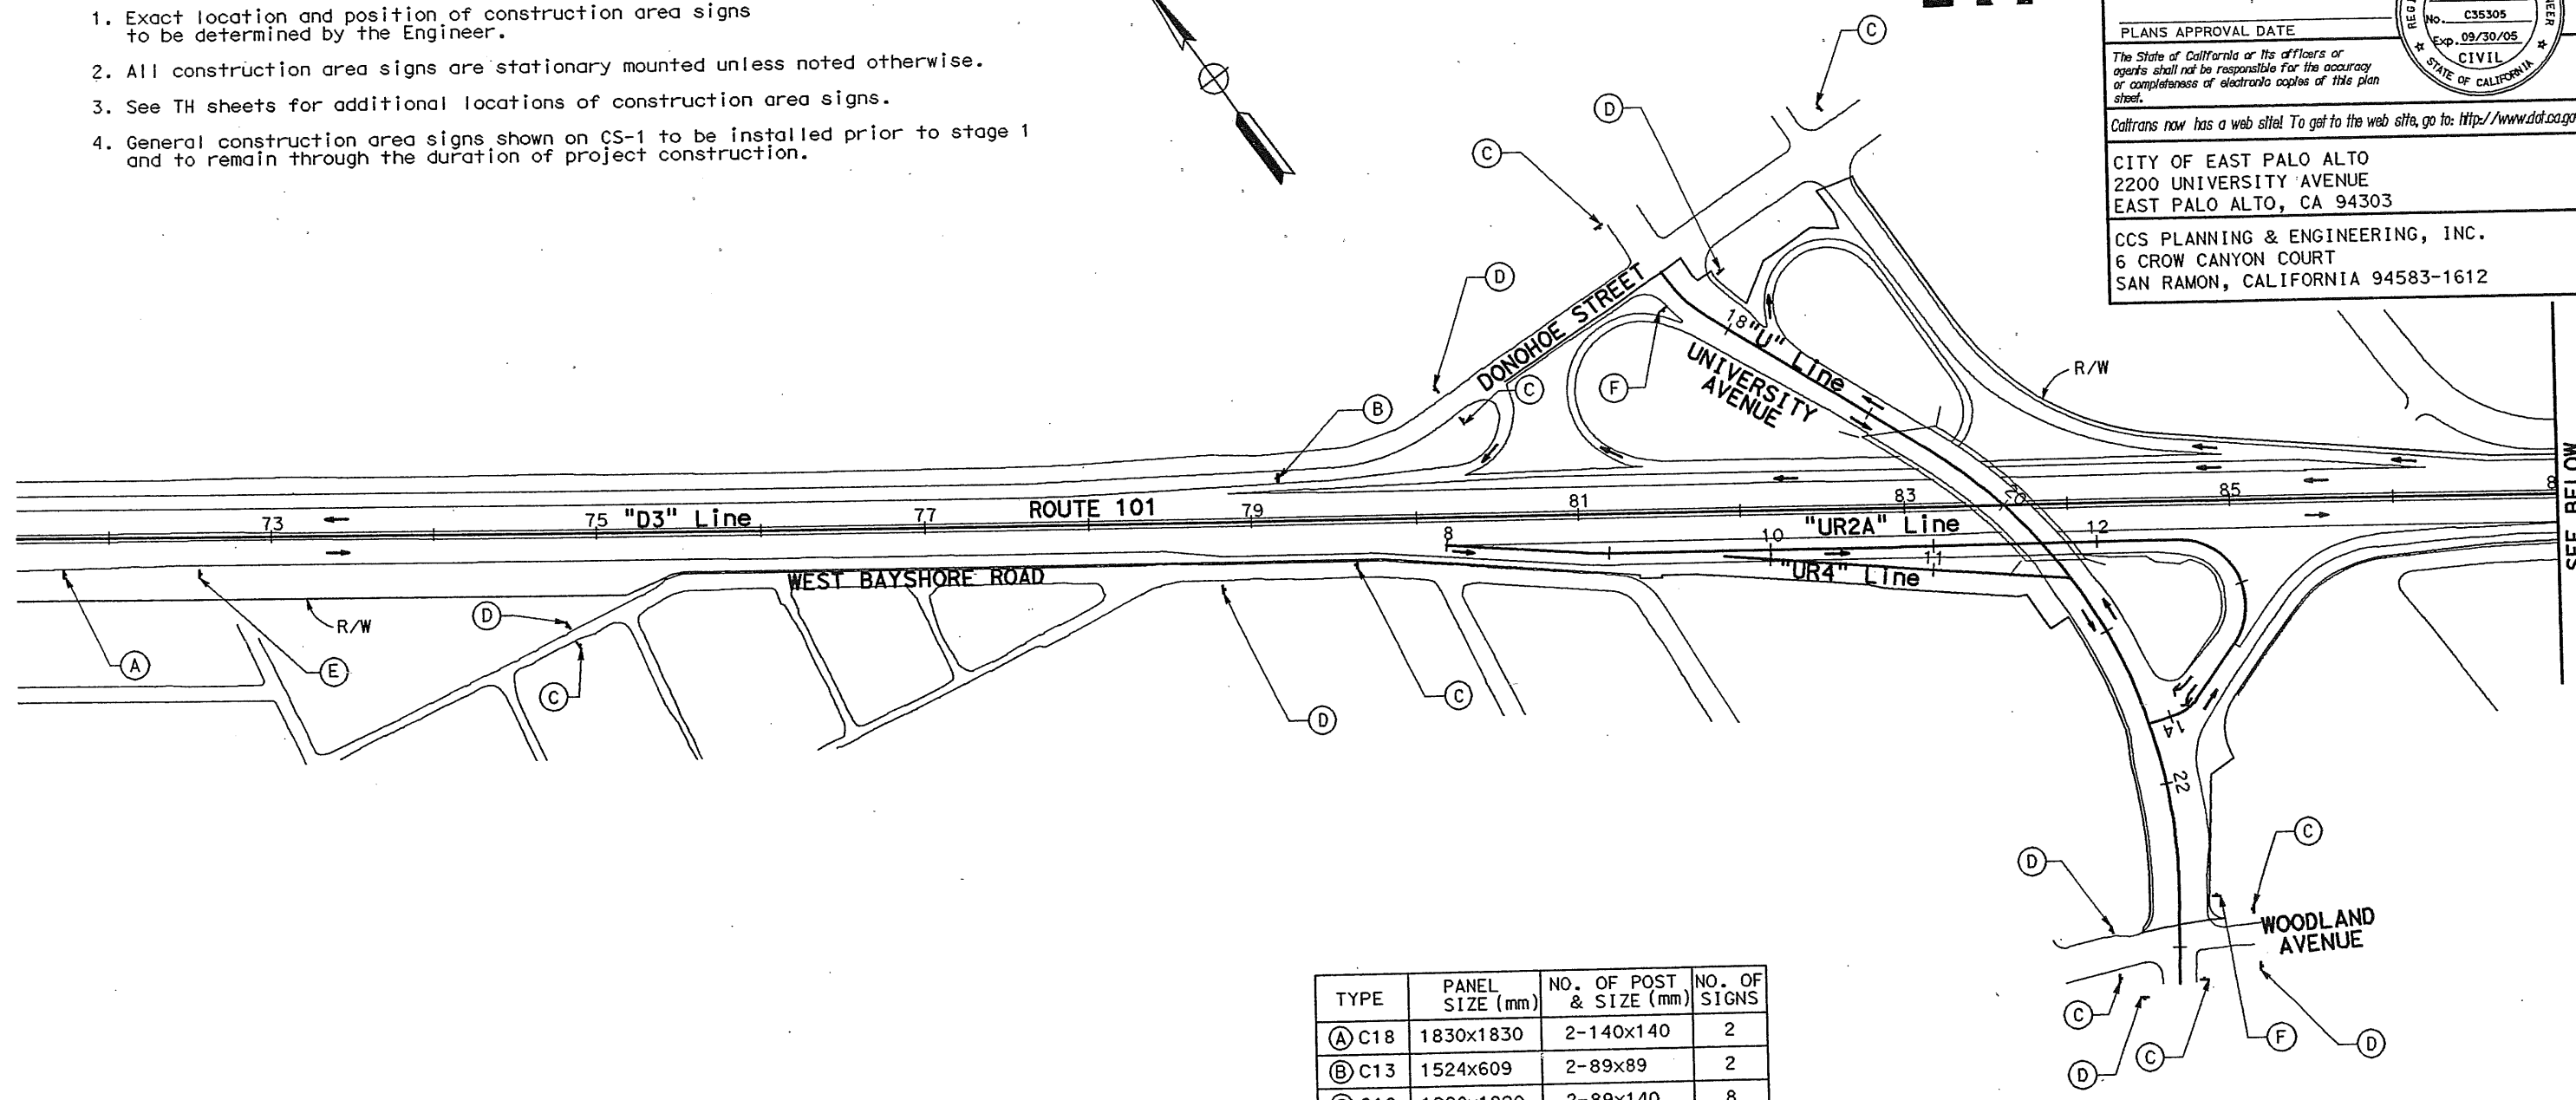 1. Exact location and position of construction area signs
to be determined by the Engineer.
2. All construction area signs are stationary mounted unless noted otherwise.
3. See TH sheets for additional locations of construction area signs.
4. General construction area signs shown on CS-1 to be installed prior to stage 1
and to remain through the duration of project construction.
No. C35305
Exp. 09/30/05
CIVIL
STATE OF CALIFORNIA
PLANS APPROVAL DATE
The State of California or its officers or
agents shall not be responsible for the accuracy
or completeness of electronic copies of this plan
sheet.
Caltrans now has a web site! To get to the web site, go to: http://www.dot.ca.go
CITY OF EAST PALO ALTO
2200 UNIVERSITY AVENUE
EAST PALO ALTO, CA 94303
CCS PLANNING & ENGINEERING, INC.
6 CROW CANYON COURT
SAN RAMON, CALIFORNIA 94583-1612
C
D
C
D
DONOHOE STREET
C
B
F
18
"U" Line
UNIVERSITY
AVENUE
R/W
SEE BELOW
73
75
"D3" Line
77
ROUTE 101
79
81
83
20
85
8
8
10
"UR2A" Line
12
11
"UR4" Line
WEST BAYSHORE ROAD
R/W
A
E
D
C
D
C
14
22
C
D
WOODLAND
AVENUE
C
D
C
F
D
TYPE
PANEL
SIZE (mm)
NO. OF POST
& SIZE (mm)
NO. OF
SIGNS
A C18 1830x1830 2-140x140 2
B C13 1524x609 2-89x89 2
2-89x140 8